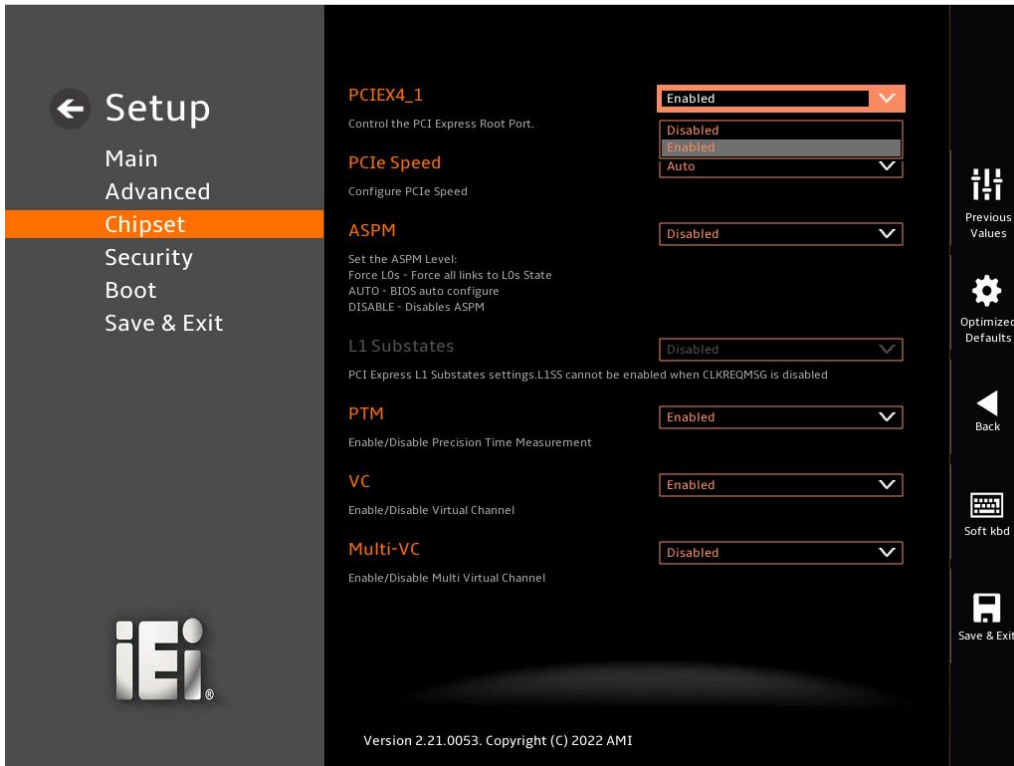 Setup
Main
Advanced
Chipset
Security
Boot
Save & Exit
PCIEX4_1
Enabled
Control the PCI Express Root Port.
Disabled
Enabled
PCIe Speed
Auto
Configure PCIe Speed
ASPM
Disabled
Set the ASPM Level:
Force L0s - Force all links to L0s State
AUTO - BIOS auto configure
DISABLE - Disables ASPM
L1 Substates
Disabled
PCI Express L1 Substates settings.L1SS cannot be enabled when CLKREQMSG is disabled
PTM
Enabled
Enable/Disable Precision Time Measurement
VC
Enabled
Enable/Disable Virtual Channel
Multi-VC
Disabled
Enable/Disable Multi Virtual Channel
Previous
Values
Optimized
Defaults
Back
Soft kbd
Save & Exit
iEi®
Version 2.21.0053. Copyright (C) 2022 AMI